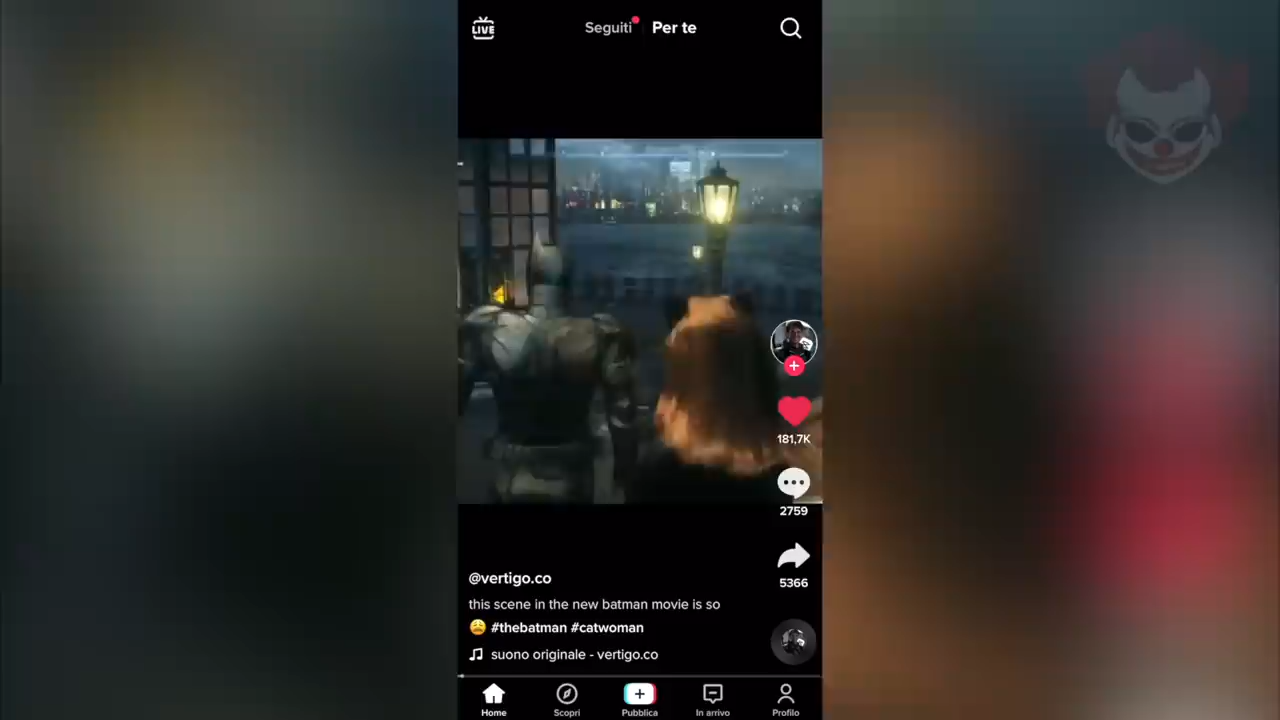 LIVE
Seguiti Per te
181,7K
2759
5366
@vertigo.co
this scene in the new batman movie is so
😩 #thebatman #catwoman
suono originale - vertigo.co
Home Scopri Pubblica In arrivo Profilo